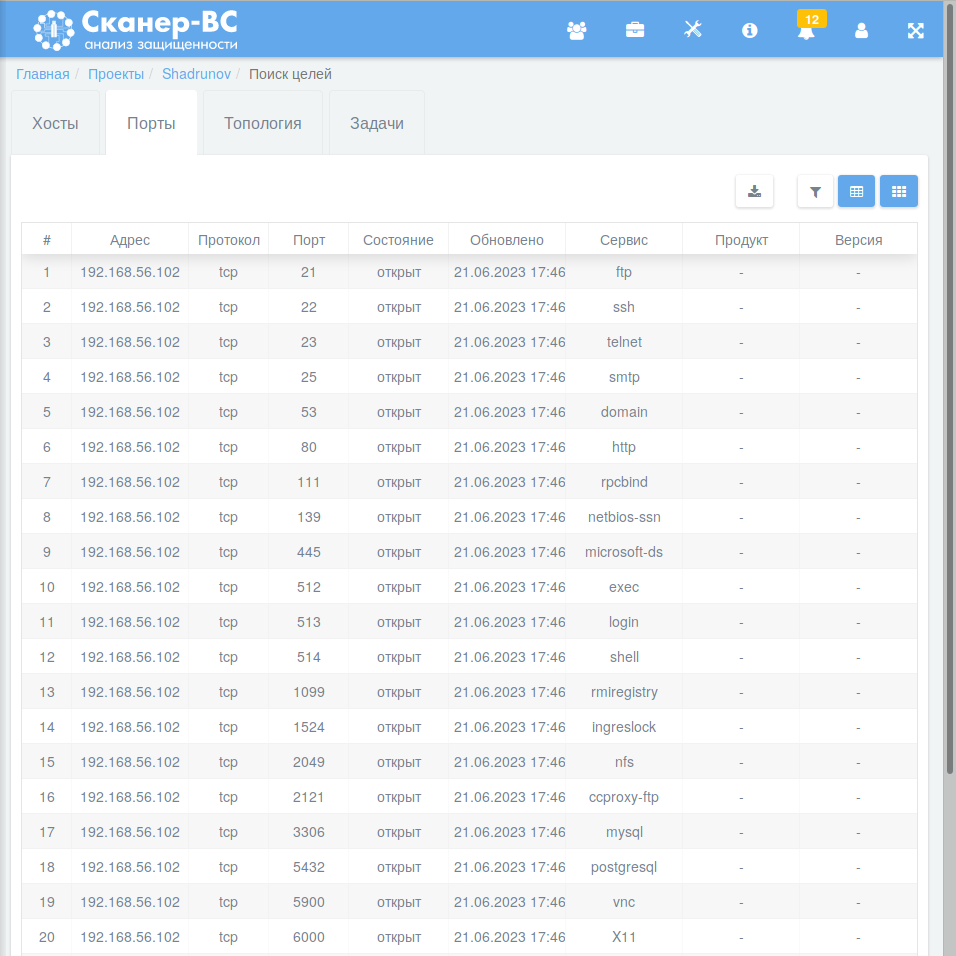 Сканер-ВС
анализ защищенности
12
Главная / Проекты / Shadrunov / Поиск целей
Хосты Порты Топология Задачи
# Адрес Протокол Порт Состояние Обновлено Сервис Продукт Версия
1 192.168.56.102 tcp 21 открыт 21.06.2023 17:46 ftp - -
2 192.168.56.102 tcp 22 открыт 21.06.2023 17:46 ssh - -
3 192.168.56.102 tcp 23 открыт 21.06.2023 17:46 telnet - -
4 192.168.56.102 tcp 25 открыт 21.06.2023 17:46 smtp - -
5 192.168.56.102 tcp 53 открыт 21.06.2023 17:46 domain - -
6 192.168.56.102 tcp 80 открыт 21.06.2023 17:46 http - -
7 192.168.56.102 tcp 111 открыт 21.06.2023 17:46 rpcbind - -
8 192.168.56.102 tcp 139 открыт 21.06.2023 17:46 netbios-ssn - -
9 192.168.56.102 tcp 445 открыт 21.06.2023 17:46 microsoft-ds - -
10 192.168.56.102 tcp 512 открыт 21.06.2023 17:46 exec - -
11 192.168.56.102 tcp 513 открыт 21.06.2023 17:46 login - -
12 192.168.56.102 tcp 514 открыт 21.06.2023 17:46 shell - -
13 192.168.56.102 tcp 1099 открыт 21.06.2023 17:46 rmiregistry - -
14 192.168.56.102 tcp 1524 открыт 21.06.2023 17:46 ingreslock - -
15 192.168.56.102 tcp 2049 открыт 21.06.2023 17:46 nfs - -
16 192.168.56.102 tcp 2121 открыт 21.06.2023 17:46 ccproxy-ftp - -
17 192.168.56.102 tcp 3306 открыт 21.06.2023 17:46 mysql - -
18 192.168.56.102 tcp 5432 открыт 21.06.2023 17:46 postgresql - -
19 192.168.56.102 tcp 5900 открыт 21.06.2023 17:46 vnc - -
20 192.168.56.102 tcp 6000 открыт 21.06.2023 17:46 X11 - -